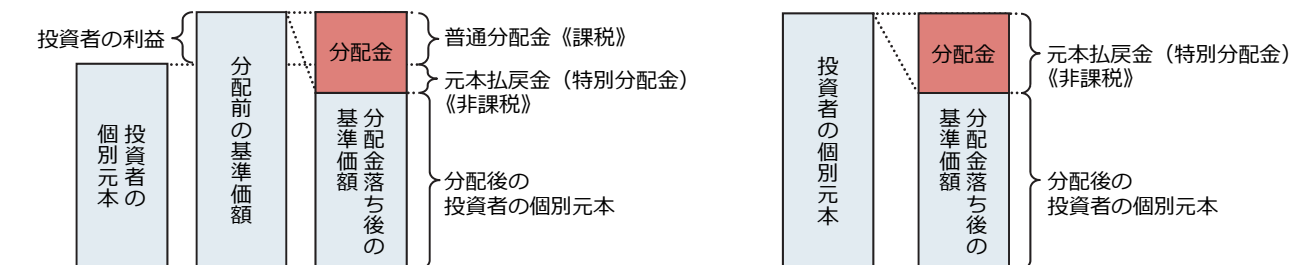 投資者の利益
投資者の
個別元本
分配前の基準価額
分配金
分配金落ち後の
基準価額
普通分配金《課税》
元本払戻金（特別分配金）
《非課税》
分配後の
投資者の個別元本
投資者の個別元本
分配金
分配金落ち後の
基準価額
元本払戻金（特別分配金）
《非課税》
分配後の
投資者の個別元本